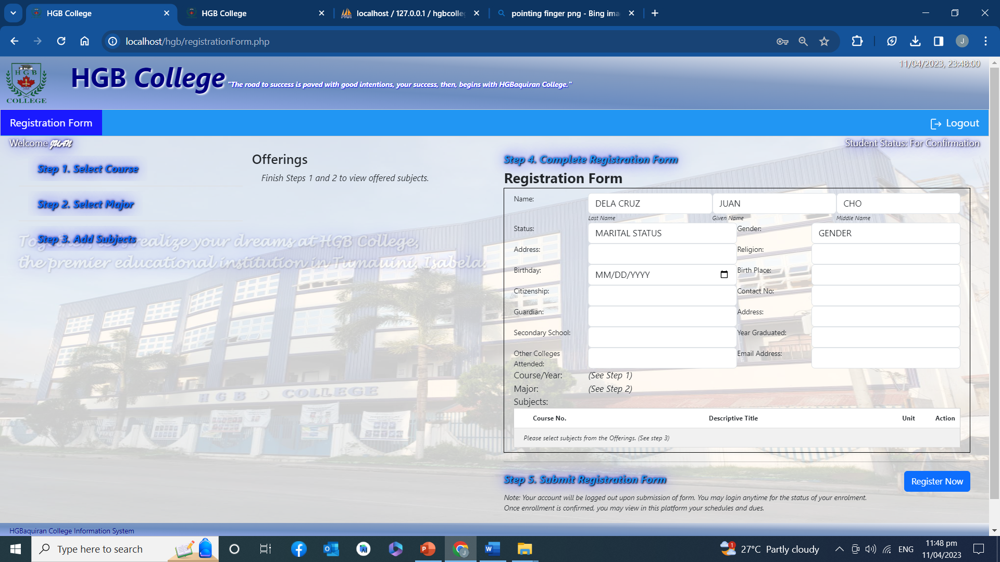 HGB College
HGB College
localhost / 127.0.0.1 / hgbcolleg
pointing finger png - Bing ima
localhost/hgb/registrationForm.php
J
HGB
2005
COLLEGE
HGB College "The road to success is paved with good intentions, your success, then, begins with HGBaquiran College."
11/04/2023, 23:48:00
Registration Form
Logout
Welcome JUAN
Student Status: For Confirmation
Step 1. Select Course
Step 2. Select Major
Step 3. Add Subjects
realize your dreams at HGB College,
the premier educational institution in Tumauini, Isabela.
HGB COLLEGE
Offerings
Finish Steps 1 and 2 to view offered subjects.
Step 4. Complete Registration Form
Registration Form
Name: DELA CRUZ JUAN CHO
Last Name Given Name Middle Name
Status: MARITAL STATUS Gender: GENDER
Address: Religion:
Birthday: MM/DD/YYYY Birth Place:
Citizenship: Contact No:
Guardian: Address:
Secondary School: Year Graduated:
Other Colleges Attended: Email Address:
Course/Year: (See Step 1)
Major: (See Step 2)
Subjects:
Course No. Descriptive Title Unit Action
Please select subjects from the Offerings. (See step 3)
Step 5. Submit Registration Form
Register Now
Note: Your account will be logged out upon submission of form. You may login anytime for the status of your enrolment.
Once enrollment is confirmed, you may view in this platform your schedules and dues.
HGBaquiran College Information System
Type here to search
27°C Partly cloudy
ENG
11:48 pm
11/04/2023